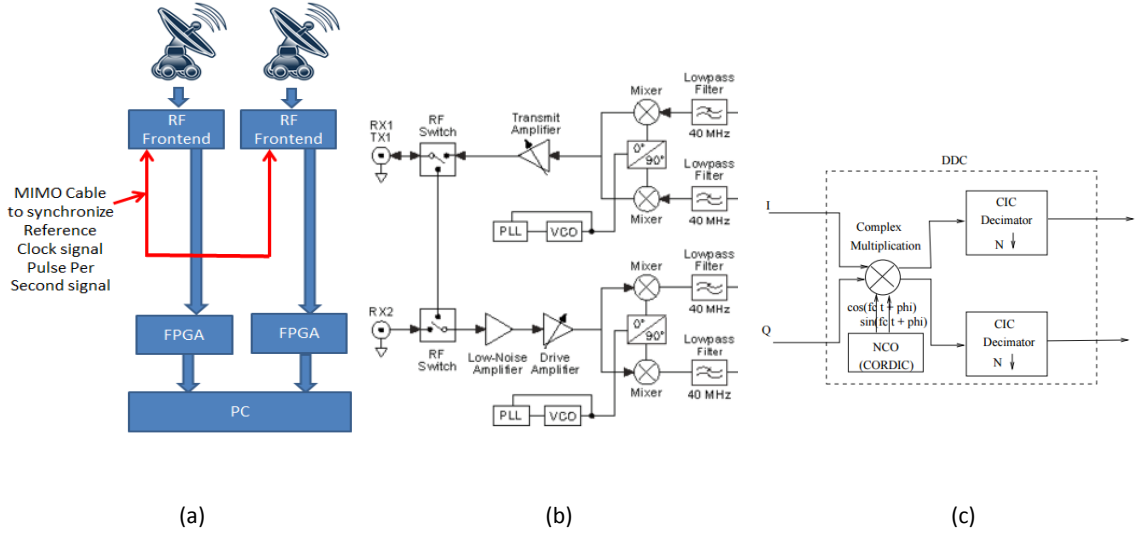 RF
Frontend
RF
Frontend
MIMO Cable
to synchronize
Reference
Clock signal
Pulse Per
Second signal
FPGA
FPGA
PC
(a)
RX1
TX1
RF
Switch
Transmit
Amplifier
Mixer
Lowpass
Filter
40 MHz
0°
90°
Lowpass
Filter
40 MHz
Mixer
PLL
VCO
RX2
RF
Switch
Low-Noise
Amplifier
Drive
Amplifier
Mixer
Lowpass
Filter
40 MHz
0°
90°
Lowpass
Filter
40 MHz
Mixer
PLL
VCO
(b)
DDC
I
Q
Complex
Multiplication
cos(fc t + phi)
sin(fc t + phi)
NCO
(CORDIC)
CIC
Decimator
N
CIC
Decimator
N
(c)